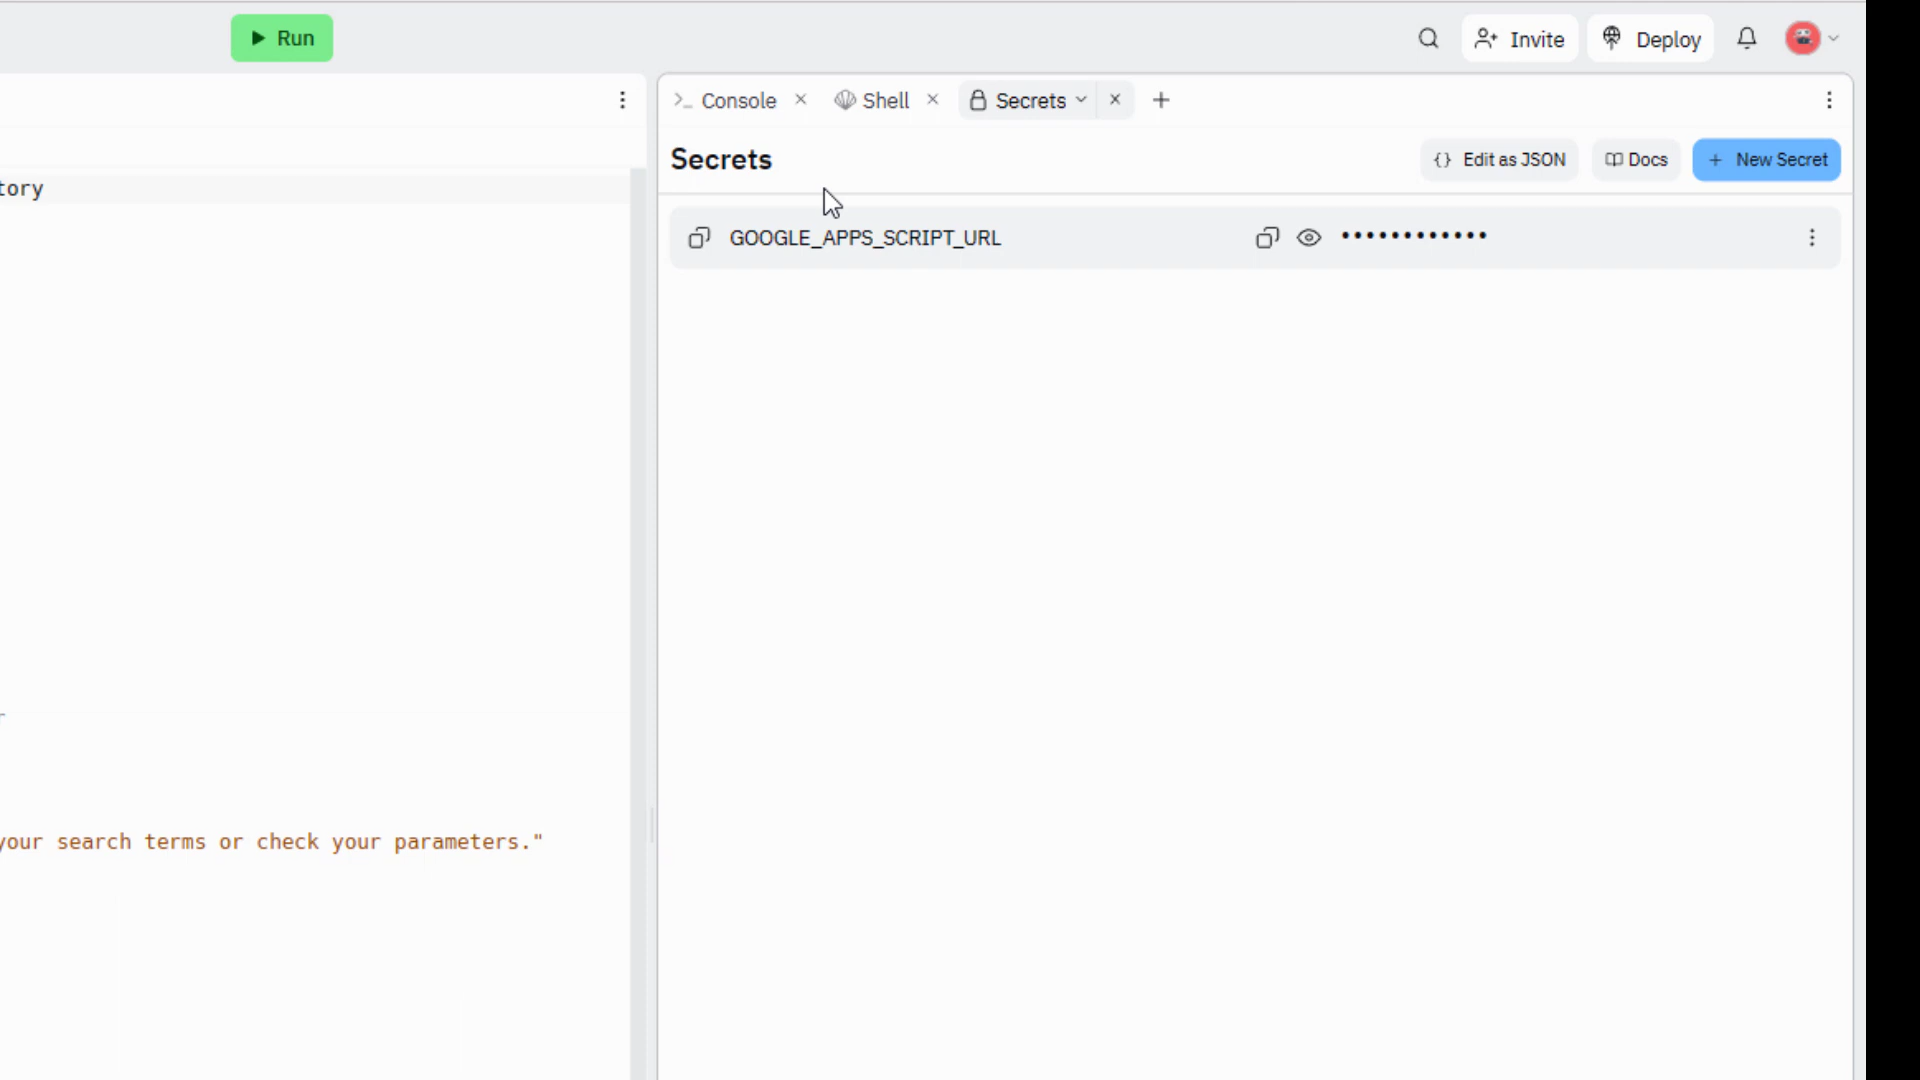 Run
Invite
Deploy
Console
Shell
Secrets
Secrets
Edit as JSON
Docs
New Secret
tory
GOOGLE_APPS_SCRIPT_URL
your search terms or check your parameters."